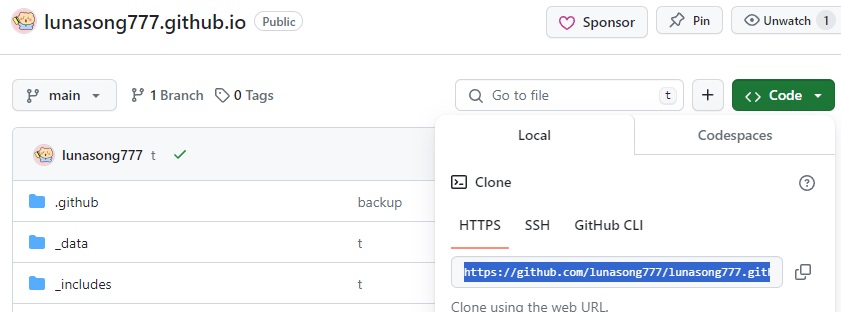 lunasong777.github.io Public Sponsor Pin Unwatch 1
main 1 Branch 0 Tags Go to file t + <> Code
Local Codespaces
lunasong777 t
Clone
.github backup
HTTPS SSH GitHub CLI
_data t
https://github.com/lunasong777/lunasong777.git
_includes t
Clone using the web URL.